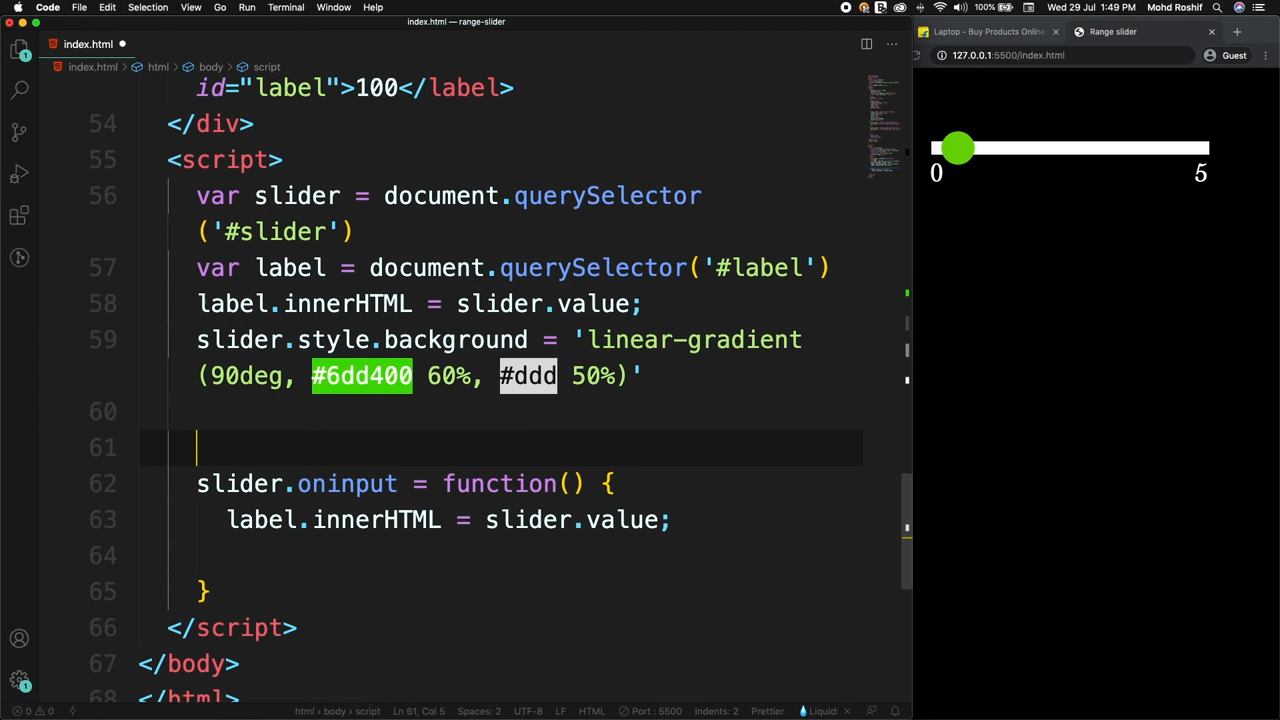 Code File Edit Selection View Go Run Terminal Window Help 100% Wed 29 Jul 1:49 PM Mohd Roshif
index.html — range-slider
index.html
Laptop - Buy Products Online
Range slider
127.0.0.1:5500/index.html
Guest
index.html > html > body > script
id="label">100</label>
54 </div>
55 <script>
56 var slider = document.querySelector
('#slider')
57 var label = document.querySelector('#label')
58 label.innerHTML = slider.value;
59 slider.style.background = 'linear-gradient
(90deg, #6dd400 60%, #ddd 50%)'
60
61
62 slider.oninput = function() {
63 label.innerHTML = slider.value;
64
65 }
66 </script>
67 </body>
68 </html>
0 5
1
1
0 0 html > body > script Ln 61, Col 5 Spaces: 2 UTF-8 LF HTML Port : 5500 Indents: 2 Prettier Liquid: